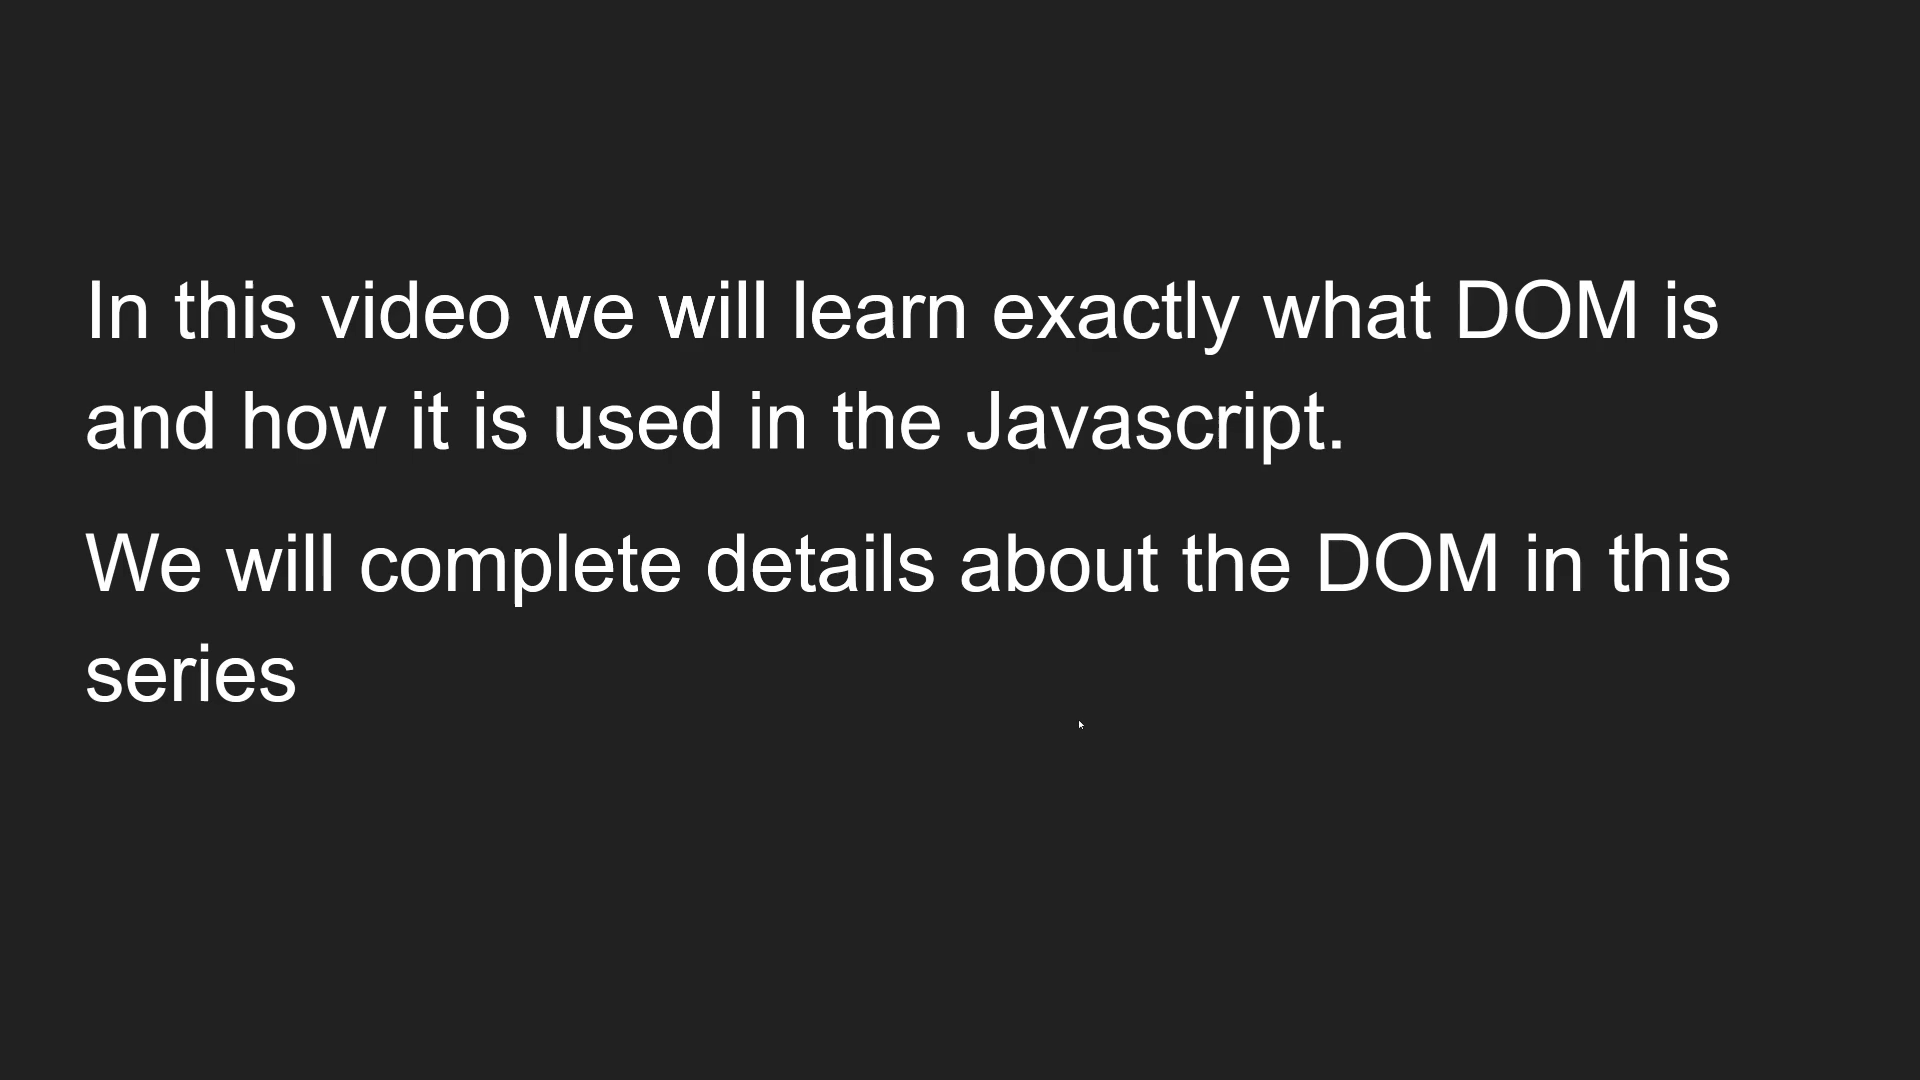 In this video we will learn exactly what DOM is
and how it is used in the Javascript.
We will complete details about the DOM in this
series